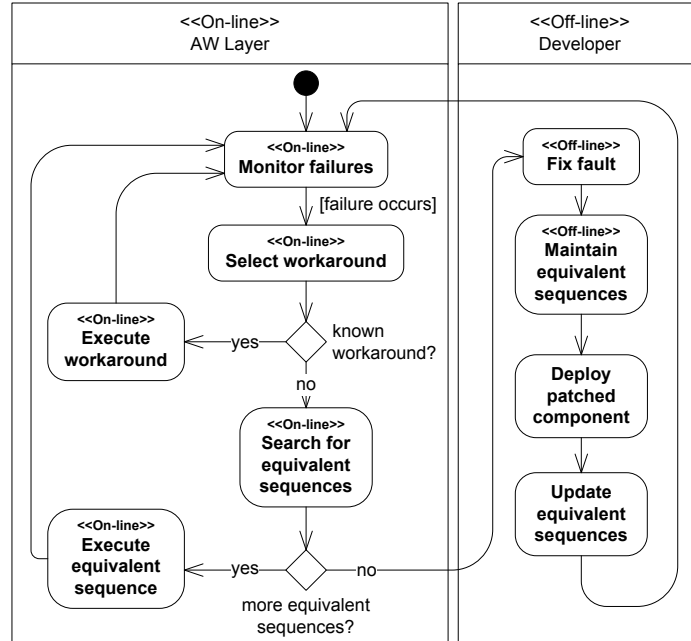 <<On-line>>
AW Layer
<<Off-line>>
Developer
<<On-line>>
Monitor failures
[failure occurs]
<<On-line>>
Select workaround
known
workaround?
yes
<<On-line>>
Execute
workaround
no
<<On-line>>
Search for
equivalent
sequences
more equivalent
sequences?
yes
<<On-line>>
Execute
equivalent
sequence
no
<<Off-line>>
Fix fault
<<Off-line>>
Maintain
equivalent
sequences
Deploy
patched
component
Update
equivalent
sequences